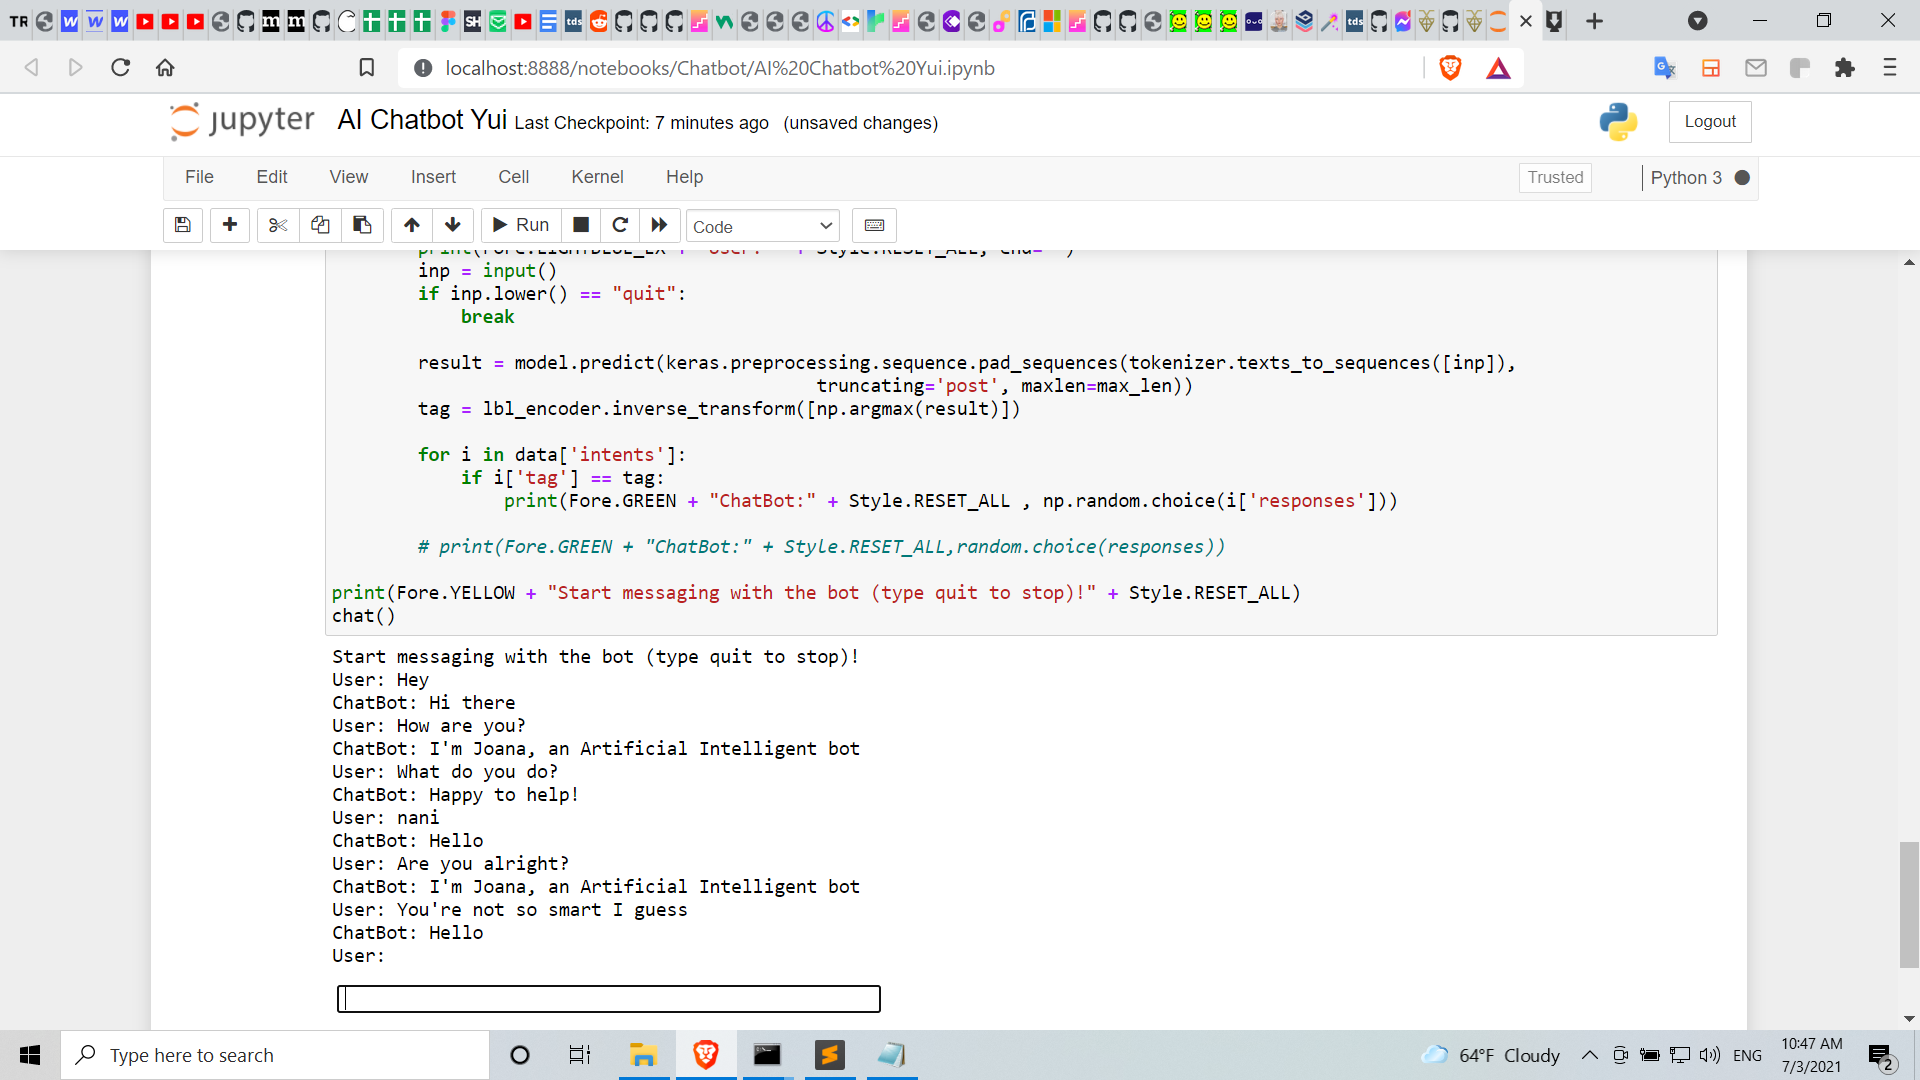 TR
localhost:8888/notebooks/Chatbot/AI%20Chatbot%20Yui.ipynb
jupyter AI Chatbot Yui Last Checkpoint: 7 minutes ago (unsaved changes)
Logout
File Edit View Insert Cell Kernel Help
Trusted
Python 3
Run
Code
inp = input()
if inp.lower() == "quit":
break
result = model.predict(keras.preprocessing.sequence.pad_sequences(tokenizer.texts_to_sequences([inp]),
truncating='post', maxlen=max_len))
tag = lbl_encoder.inverse_transform([np.argmax(result)])
for i in data['intents']:
if i['tag'] == tag:
print(Fore.GREEN + "ChatBot:" + Style.RESET_ALL , np.random.choice(i['responses']))
# print(Fore.GREEN + "ChatBot:" + Style.RESET_ALL,random.choice(responses))
print(Fore.YELLOW + "Start messaging with the bot (type quit to stop)!" + Style.RESET_ALL)
chat()
Start messaging with the bot (type quit to stop)!
User: Hey
ChatBot: Hi there
User: How are you?
ChatBot: I'm Joana, an Artificial Intelligent bot
User: What do you do?
ChatBot: Happy to help!
User: nani
ChatBot: Hello
User: Are you alright?
ChatBot: I'm Joana, an Artificial Intelligent bot
User: You're not so smart I guess
ChatBot: Hello
User:
Type here to search
64°F Cloudy
ENG
10:47 AM
7/3/2021
2